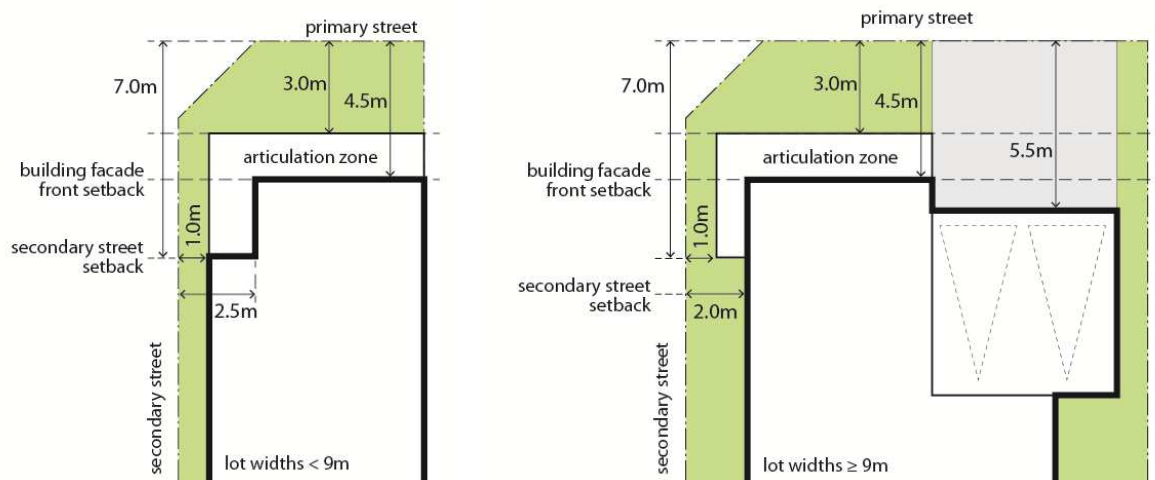 primary street
7.0m
3.0m
4.5m
articulation zone
building facade
front setback
1.0m
secondary street
setback
2.5m
secondary street
lot widths < 9m
primary street
7.0m
3.0m
4.5m
5.5m
articulation zone
building facade
front setback
1.0m
secondary street
setback
2.0m
secondary street
lot widths ≥ 9m